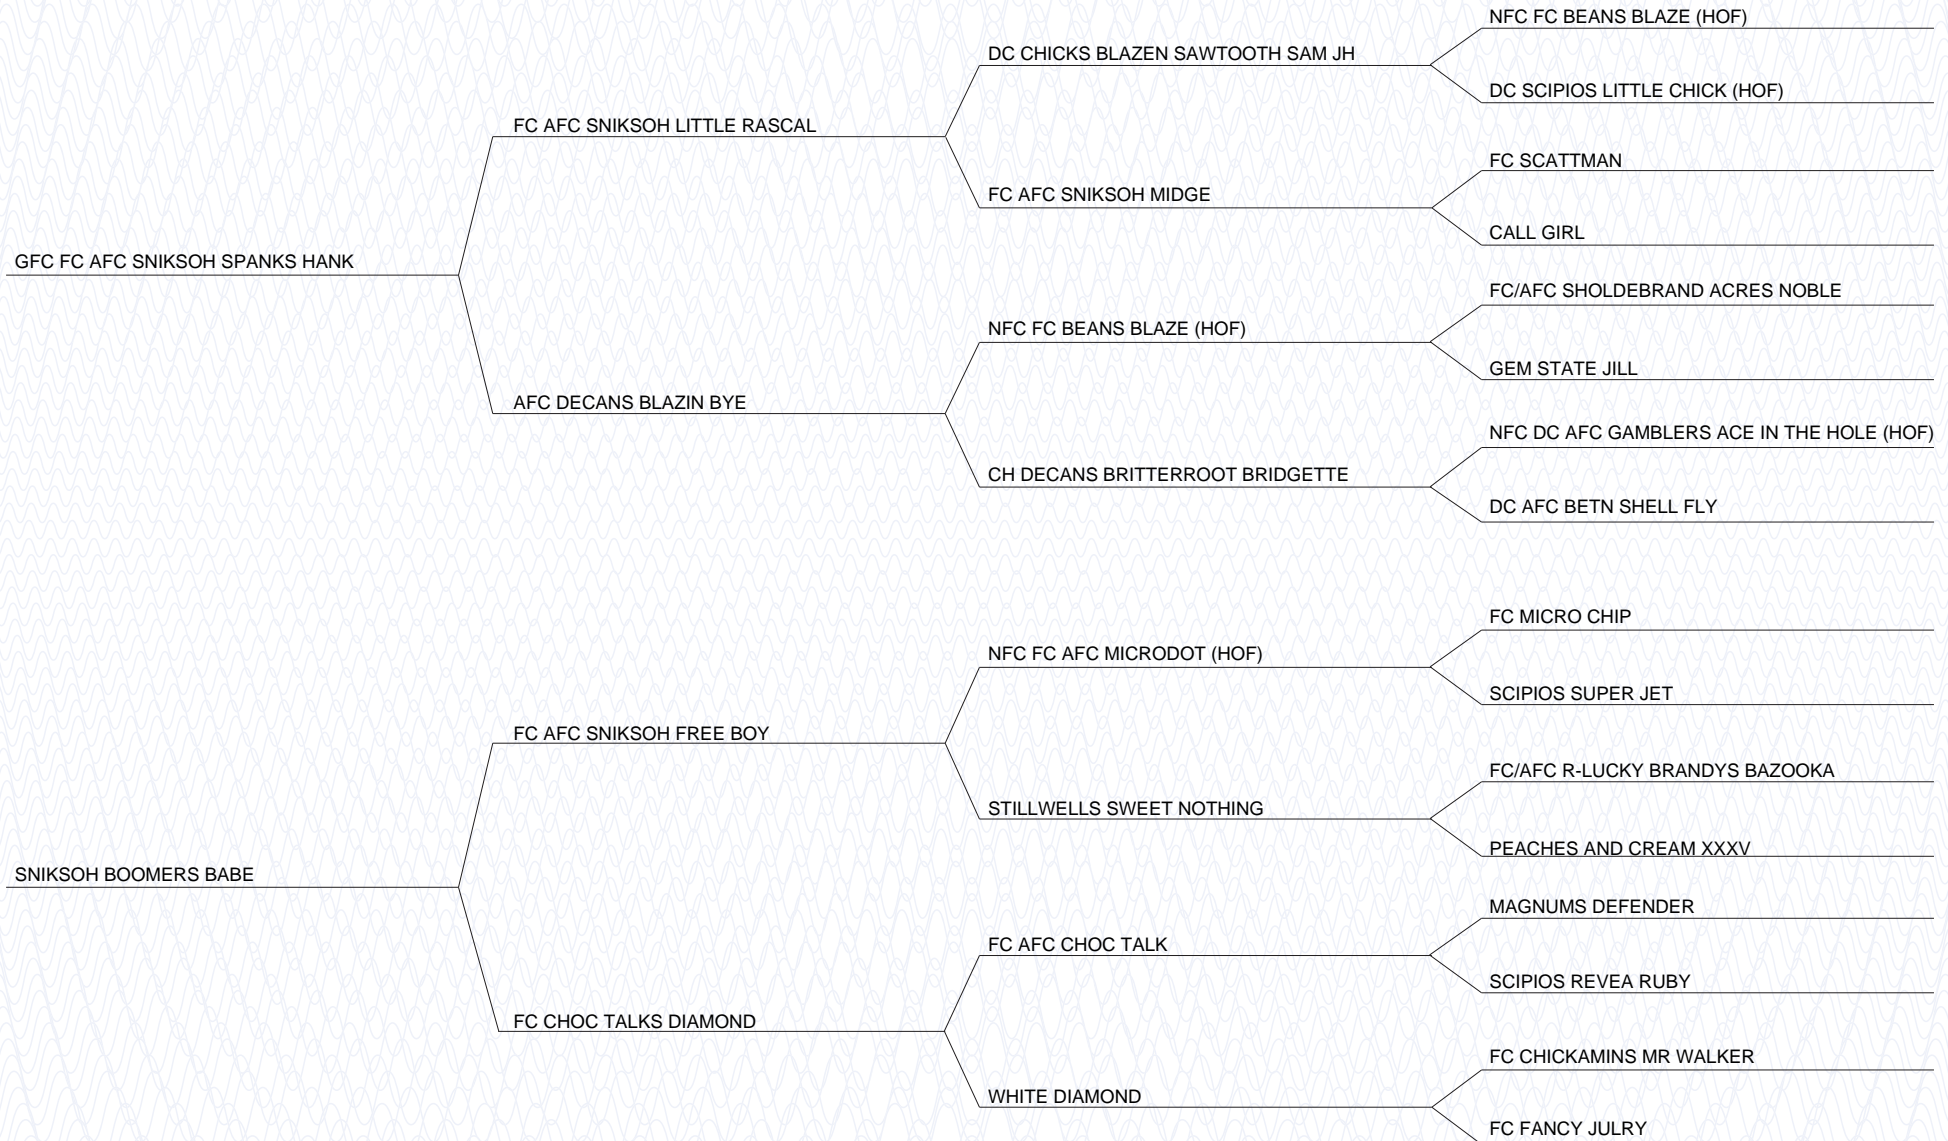 NFC FC BEANS BLAZE (HOF)
DC CHICKS BLAZEN SAWTOOTH SAM JH
DC SCIPIOS LITTLE CHICK (HOF)
FC AFC SNIKSOH LITTLE RASCAL
FC SCATTMAN
FC AFC SNIKSOH MIDGE
CALL GIRL
GFC FC AFC SNIKSOH SPANKS HANK
FC/AFC SHOLDEBRAND ACRES NOBLE
NFC FC BEANS BLAZE (HOF)
GEM STATE JILL
AFC DECANS BLAZIN BYE
NFC DC AFC GAMBLERS ACE IN THE HOLE (HOF)
CH DECANS BRITTERROOT BRIDGETTE
DC AFC BETN SHELL FLY
FC MICRO CHIP
NFC FC AFC MICRODOT (HOF)
SCIPIOS SUPER JET
FC AFC SNIKSOH FREE BOY
FC/AFC R-LUCKY BRANDYS BAZOOKA
STILLWELLS SWEET NOTHING
PEACHES AND CREAM XXXV
SNIKSOH BOOMERS BABE
MAGNUMS DEFENDER
FC AFC CHOC TALK
SCIPIOS REVEA RUBY
FC CHOC TALKS DIAMOND
FC CHICKAMINS MR WALKER
WHITE DIAMOND
FC FANCY JULRY